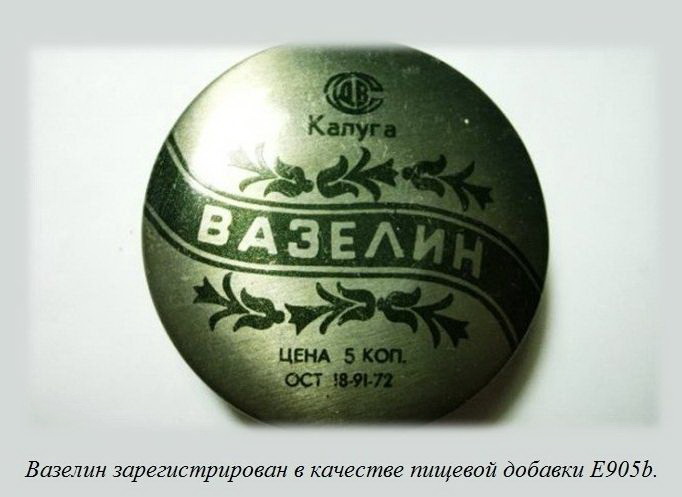 Калуга
ВАЗЕЛИН
ЦЕНА 5 КОП.
ОСТ 18-91-72
Вазелин зарегистрирован в качестве пищевой добавки E905b.